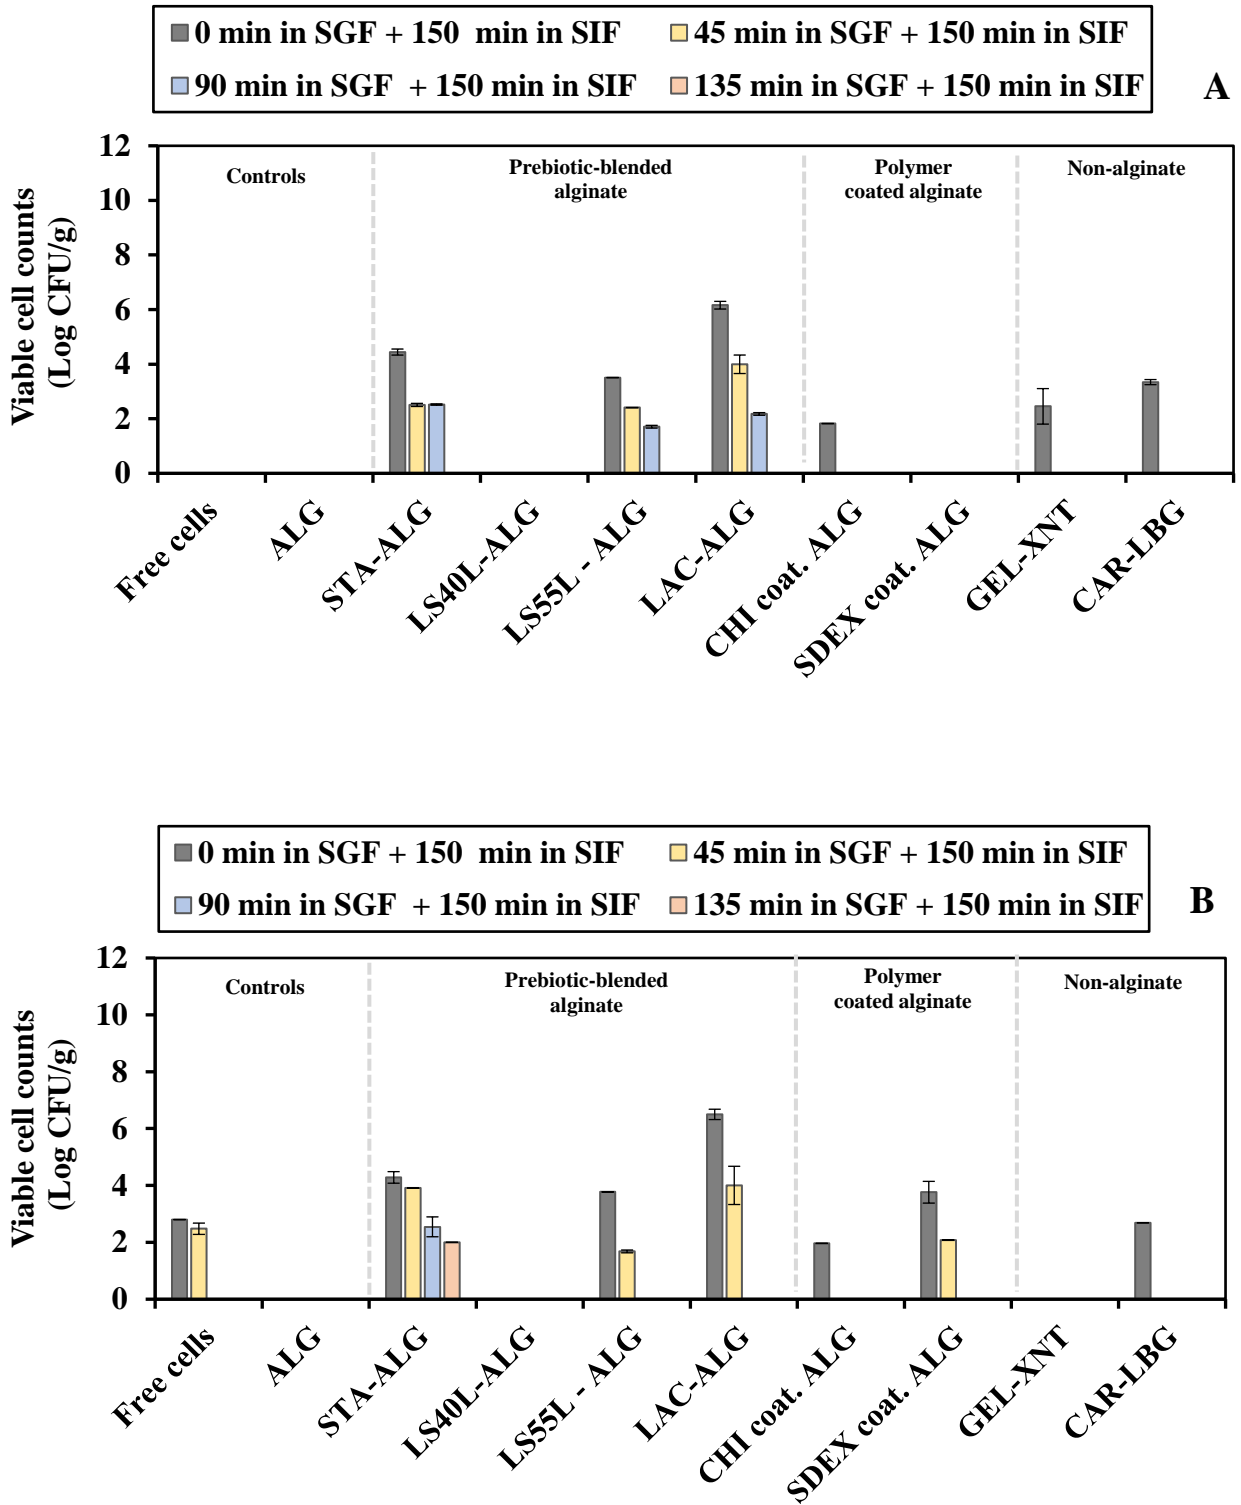 0 min in SGF + 150  min in SIF
45 min in SGF + 150 min in SIF
90 min in SGF  + 150 min in SIF
135 min in SGF + 150 min in SIF
A
Viable cell counts
(Log CFU/g)
12
10
8
6
4
2
0
Controls
Prebiotic-blended
alginate
Polymer
coated alginate
Non-alginate
Free cells
ALG
STA-ALG
LS40L-ALG
LS55L - ALG
LAC-ALG
CHI coat. ALG
SDEX coat. ALG
GEL-XNT
CAR-LBG
0 min in SGF + 150  min in SIF
45 min in SGF + 150 min in SIF
90 min in SGF  + 150 min in SIF
135 min in SGF + 150 min in SIF
B
Viable cell counts
(Log CFU/g)
12
10
8
6
4
2
0
Controls
Prebiotic-blended
alginate
Polymer
coated alginate
Non-alginate
Free cells
ALG
STA-ALG
LS40L-ALG
LS55L - ALG
LAC-ALG
CHI coat. ALG
SDEX coat. ALG
GEL-XNT
CAR-LBG